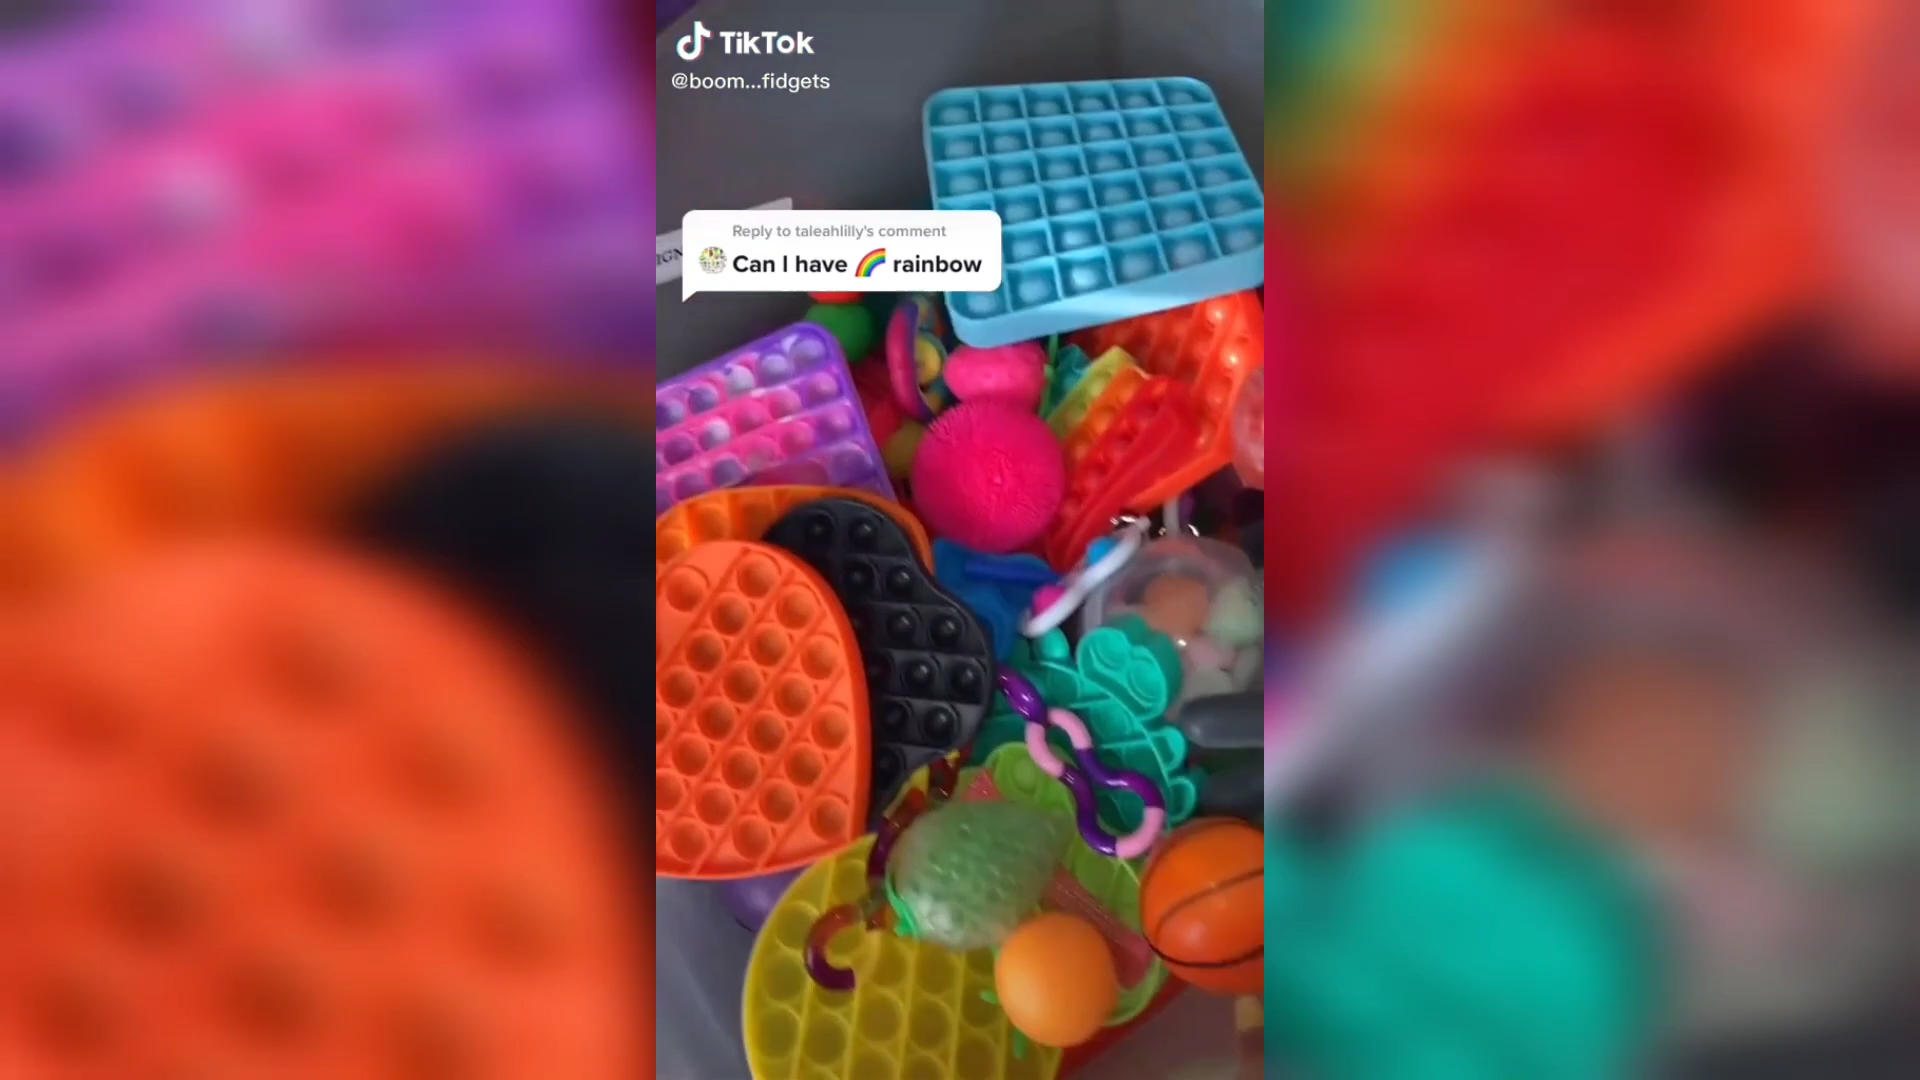 TikTok
@boom...fidgets
Reply to taleahlilly's comment
Can I have 🌈 rainbow